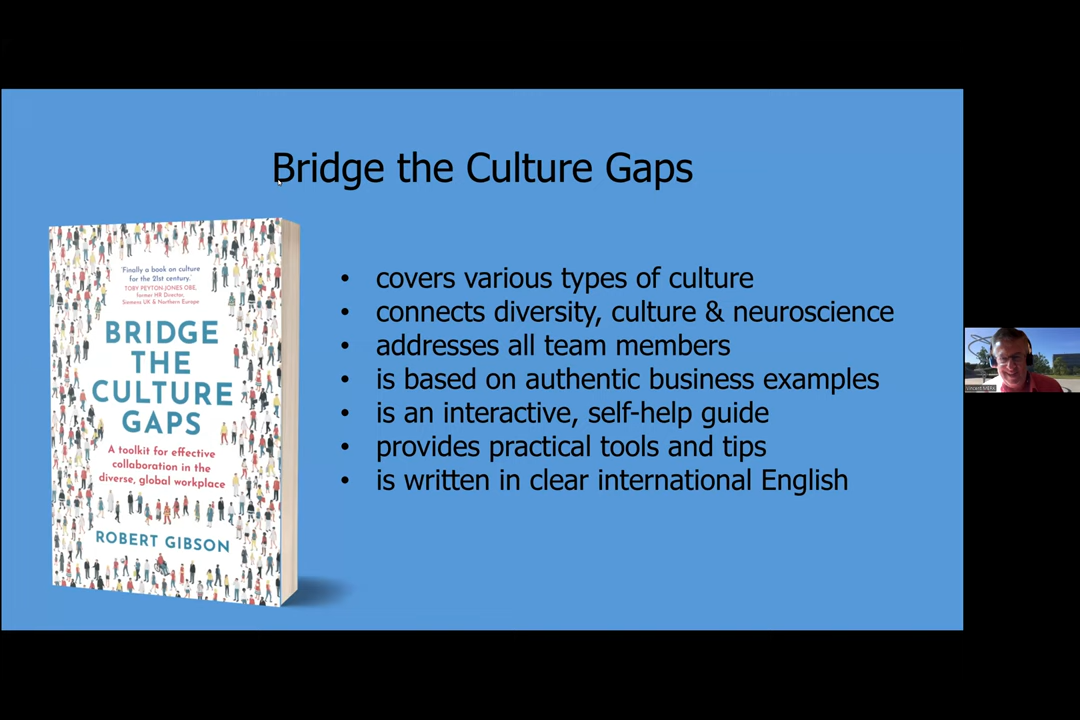 Bridge the Culture Gaps
'Finally a book on culture
for the 21st century.'
TOBY PEYTON-JONES OBE,
former HR Director,
Siemens UK & Northern Europe
BRIDGE
THE
CULTURE
GAPS
A toolkit for effective
collaboration in the
diverse, global workplace
ROBERT GIBSON
• covers various types of culture
• connects diversity, culture & neuroscience
• addresses all team members
• is based on authentic business examples
• is an interactive, self-help guide
• provides practical tools and tips
• is written in clear international English